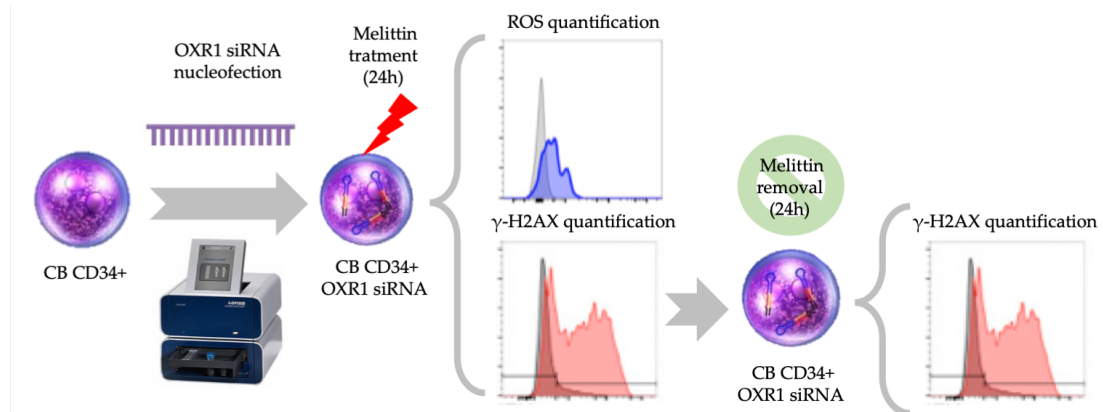 OXR1 siRNA
nucleofection
CB CD34+
LONZA
Melittin
tratment
(24h)
CB CD34+
OXR1 siRNA
ROS quantification
γ-H2AX quantification
Melittin
removal
(24h)
CB CD34+
OXR1 siRNA
γ-H2AX quantification